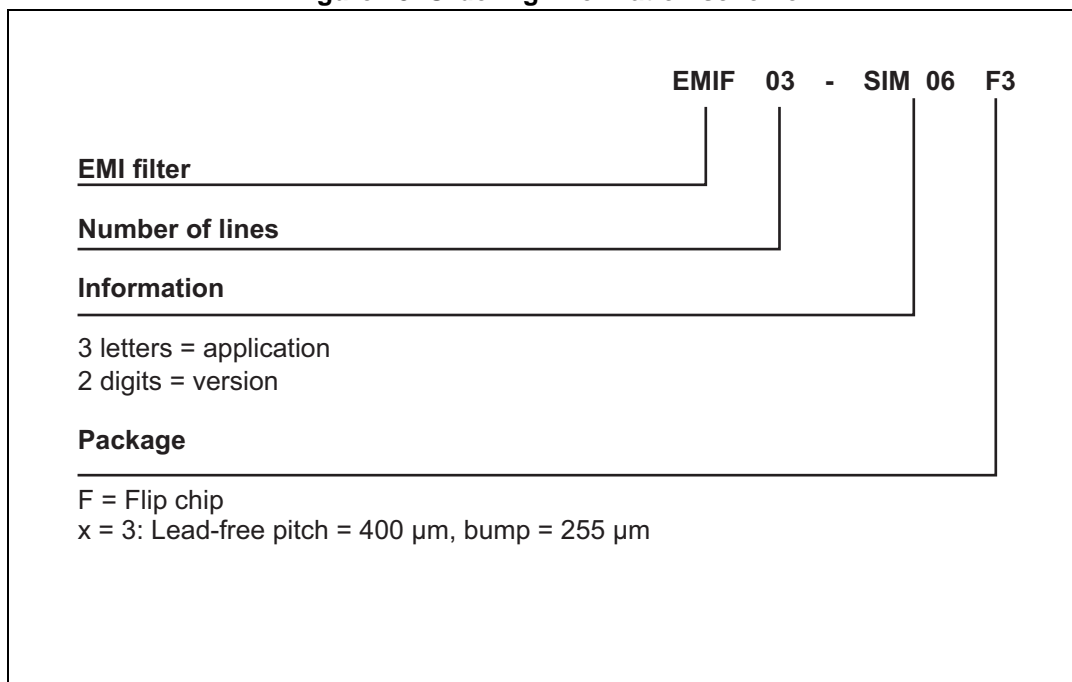 EMIF 03 - SIM 06 F3
EMI filter
Number of lines
Information
3 letters = application
2 digits = version
Package
F = Flip chip
x = 3: Lead-free pitch = 400 µm, bump = 255 µm